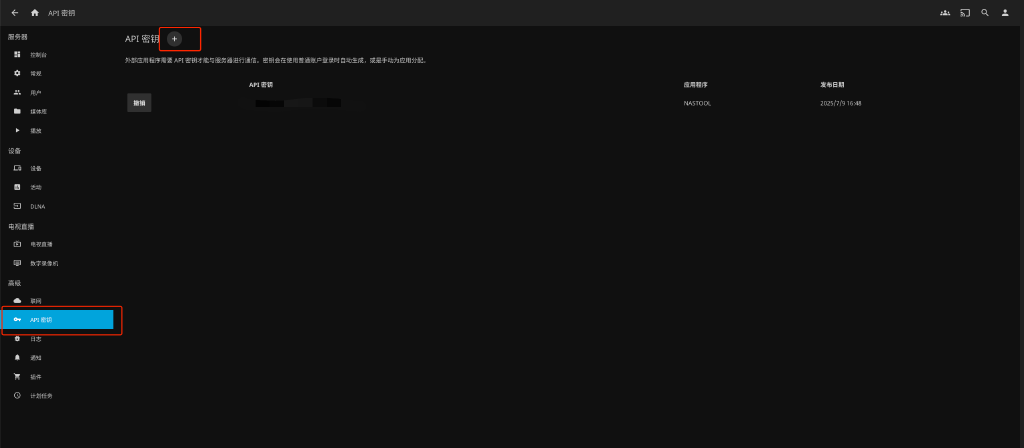 API 密钥
服务器
控制台
常规
用户
媒体库
播放
设备
设备
活动
DLNA
电视直播
电视直播
数字录像机
高级
联网
API 密钥
日志
通知
插件
计划任务
API 密钥
外部应用程序需要 API 密钥才能与服务器进行通信。密钥会在使用普通账户登录时自动生成，或是手动为应用分配。
API 密钥 应用程序 发布日期
撤销 NASTOOL 2025/7/9 16:48